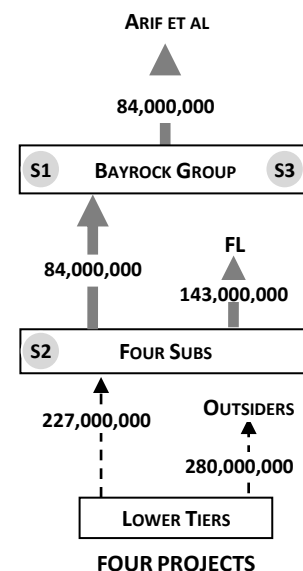 ARIF ET AL
84,000,000
S1 BAYROCK GROUP S3
FL
84,000,000
143,000,000
S2 FOUR SUBS
OUTSIDERS
227,000,000
280,000,000
LOWER TIERS
FOUR PROJECTS